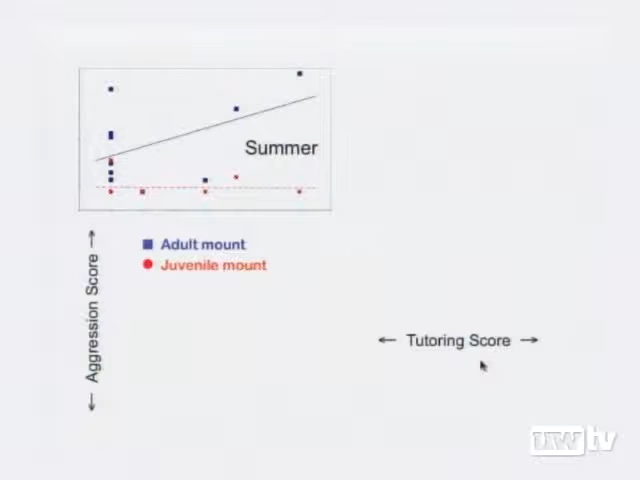 Summer
Adult mount
Juvenile mount
Aggression Score
Tutoring Score
uwtv